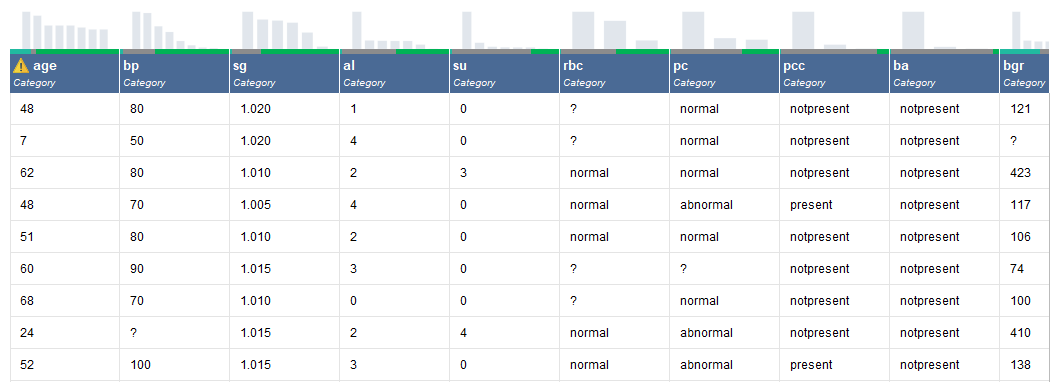 age bp sg al su rbc pc pcc ba bgr
Category Category Category Category Category Category Category Category Category Category
48 80 1.020 1 0 ? normal notpresent notpresent 121
7 50 1.020 4 0 ? normal notpresent notpresent ?
62 80 1.010 2 3 normal normal notpresent notpresent 423
48 70 1.005 4 0 normal abnormal present notpresent 117
51 80 1.010 2 0 normal normal notpresent notpresent 106
60 90 1.015 3 0 ? ? notpresent notpresent 74
68 70 1.010 0 0 ? normal notpresent notpresent 100
24 ? 1.015 2 4 normal abnormal notpresent notpresent 410
52 100 1.015 3 0 normal abnormal present notpresent 138